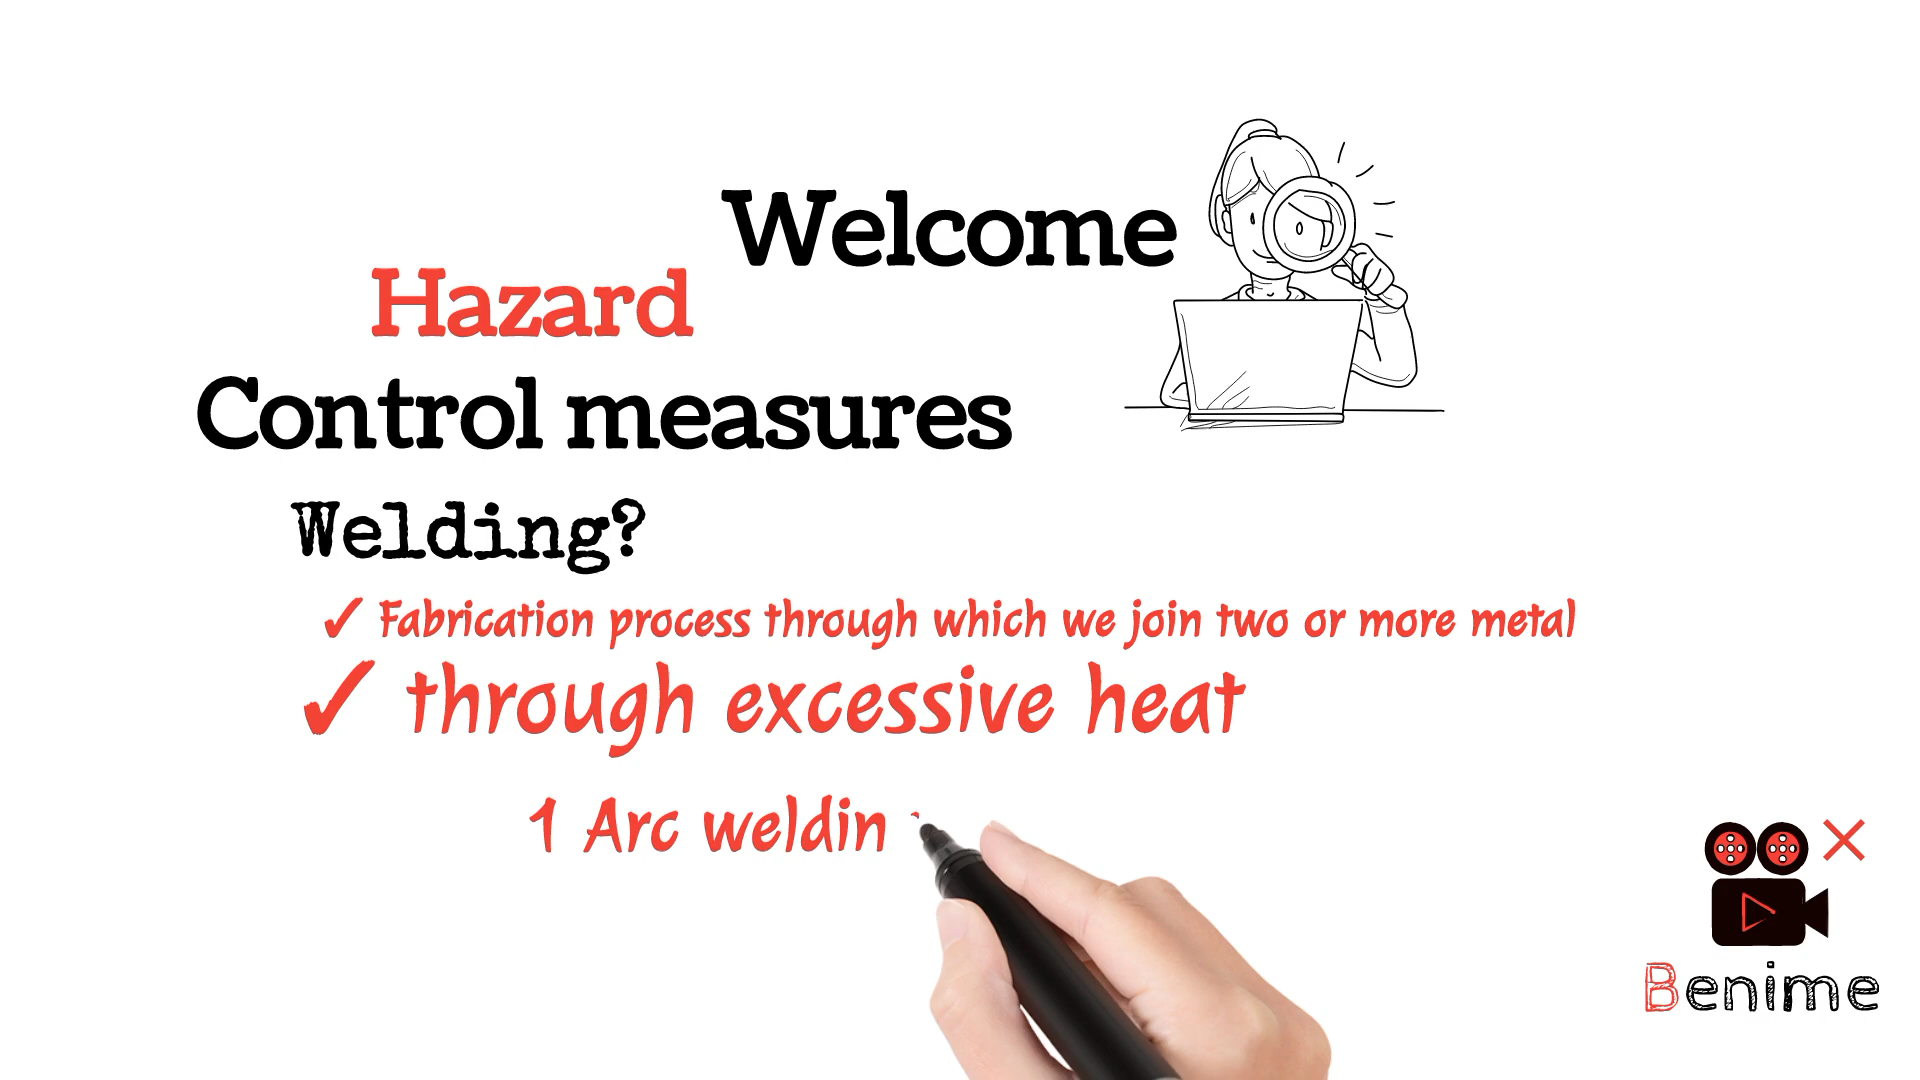 Welcome
Hazard
Control measures
Welding?
✓ Fabrication process through which we join two or more metal
✓ through excessive heat
1 Arc weldin
Benime